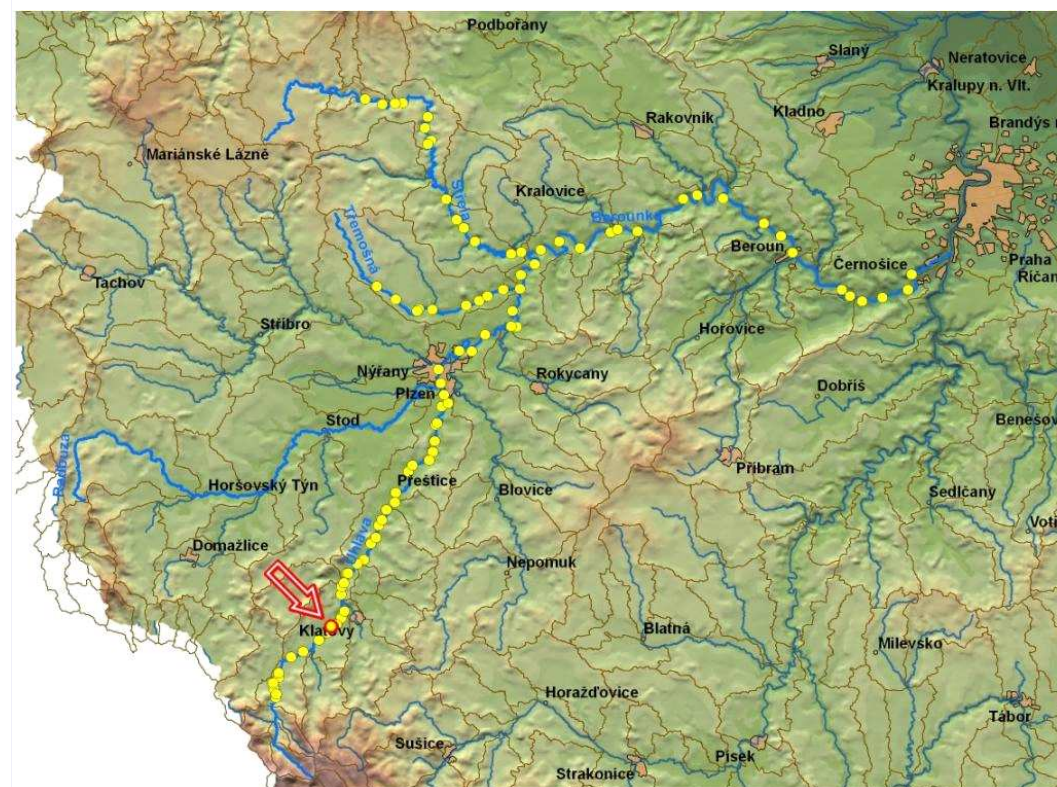 Podbořany
Slaný
Neratovice
Kralupy n. Vlt.
Kladno
Rakovník
Brandýs n
Mariánské Lázně
Kralovice
Střela
Berounka
Třemošná
Beroun
Černošice
Praha
Říčan
Tachov
Stříbro
Hořovice
Nýřany
Rokycany
Plzeň
Dobříš
Stod
Benešov
Radbuza
Příbram
Horšovský Týn
Přeštice
Blovice
Sedlčany
Voti
Úhlava
Domažlice
Nepomuk
Klatovy
Blatná
Milevsko
Horažďovice
Tábor
Sušice
Písek
Strakonice